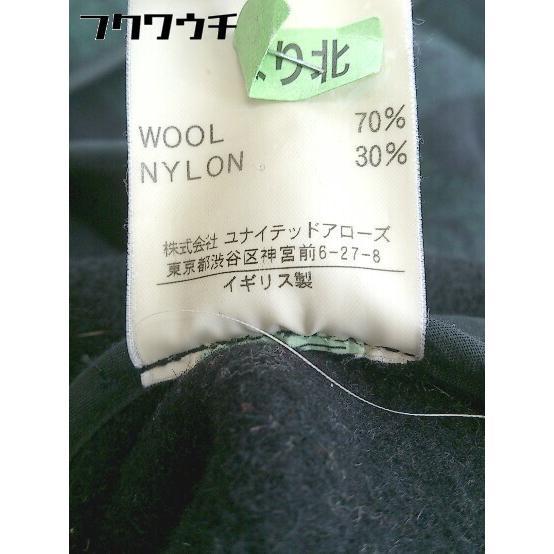 フクワウチ
WOOL 70%
NYLON 30%
株式会社 ユナイテッドアローズ
東京都渋谷区神宮前6-27-8
イギリス製